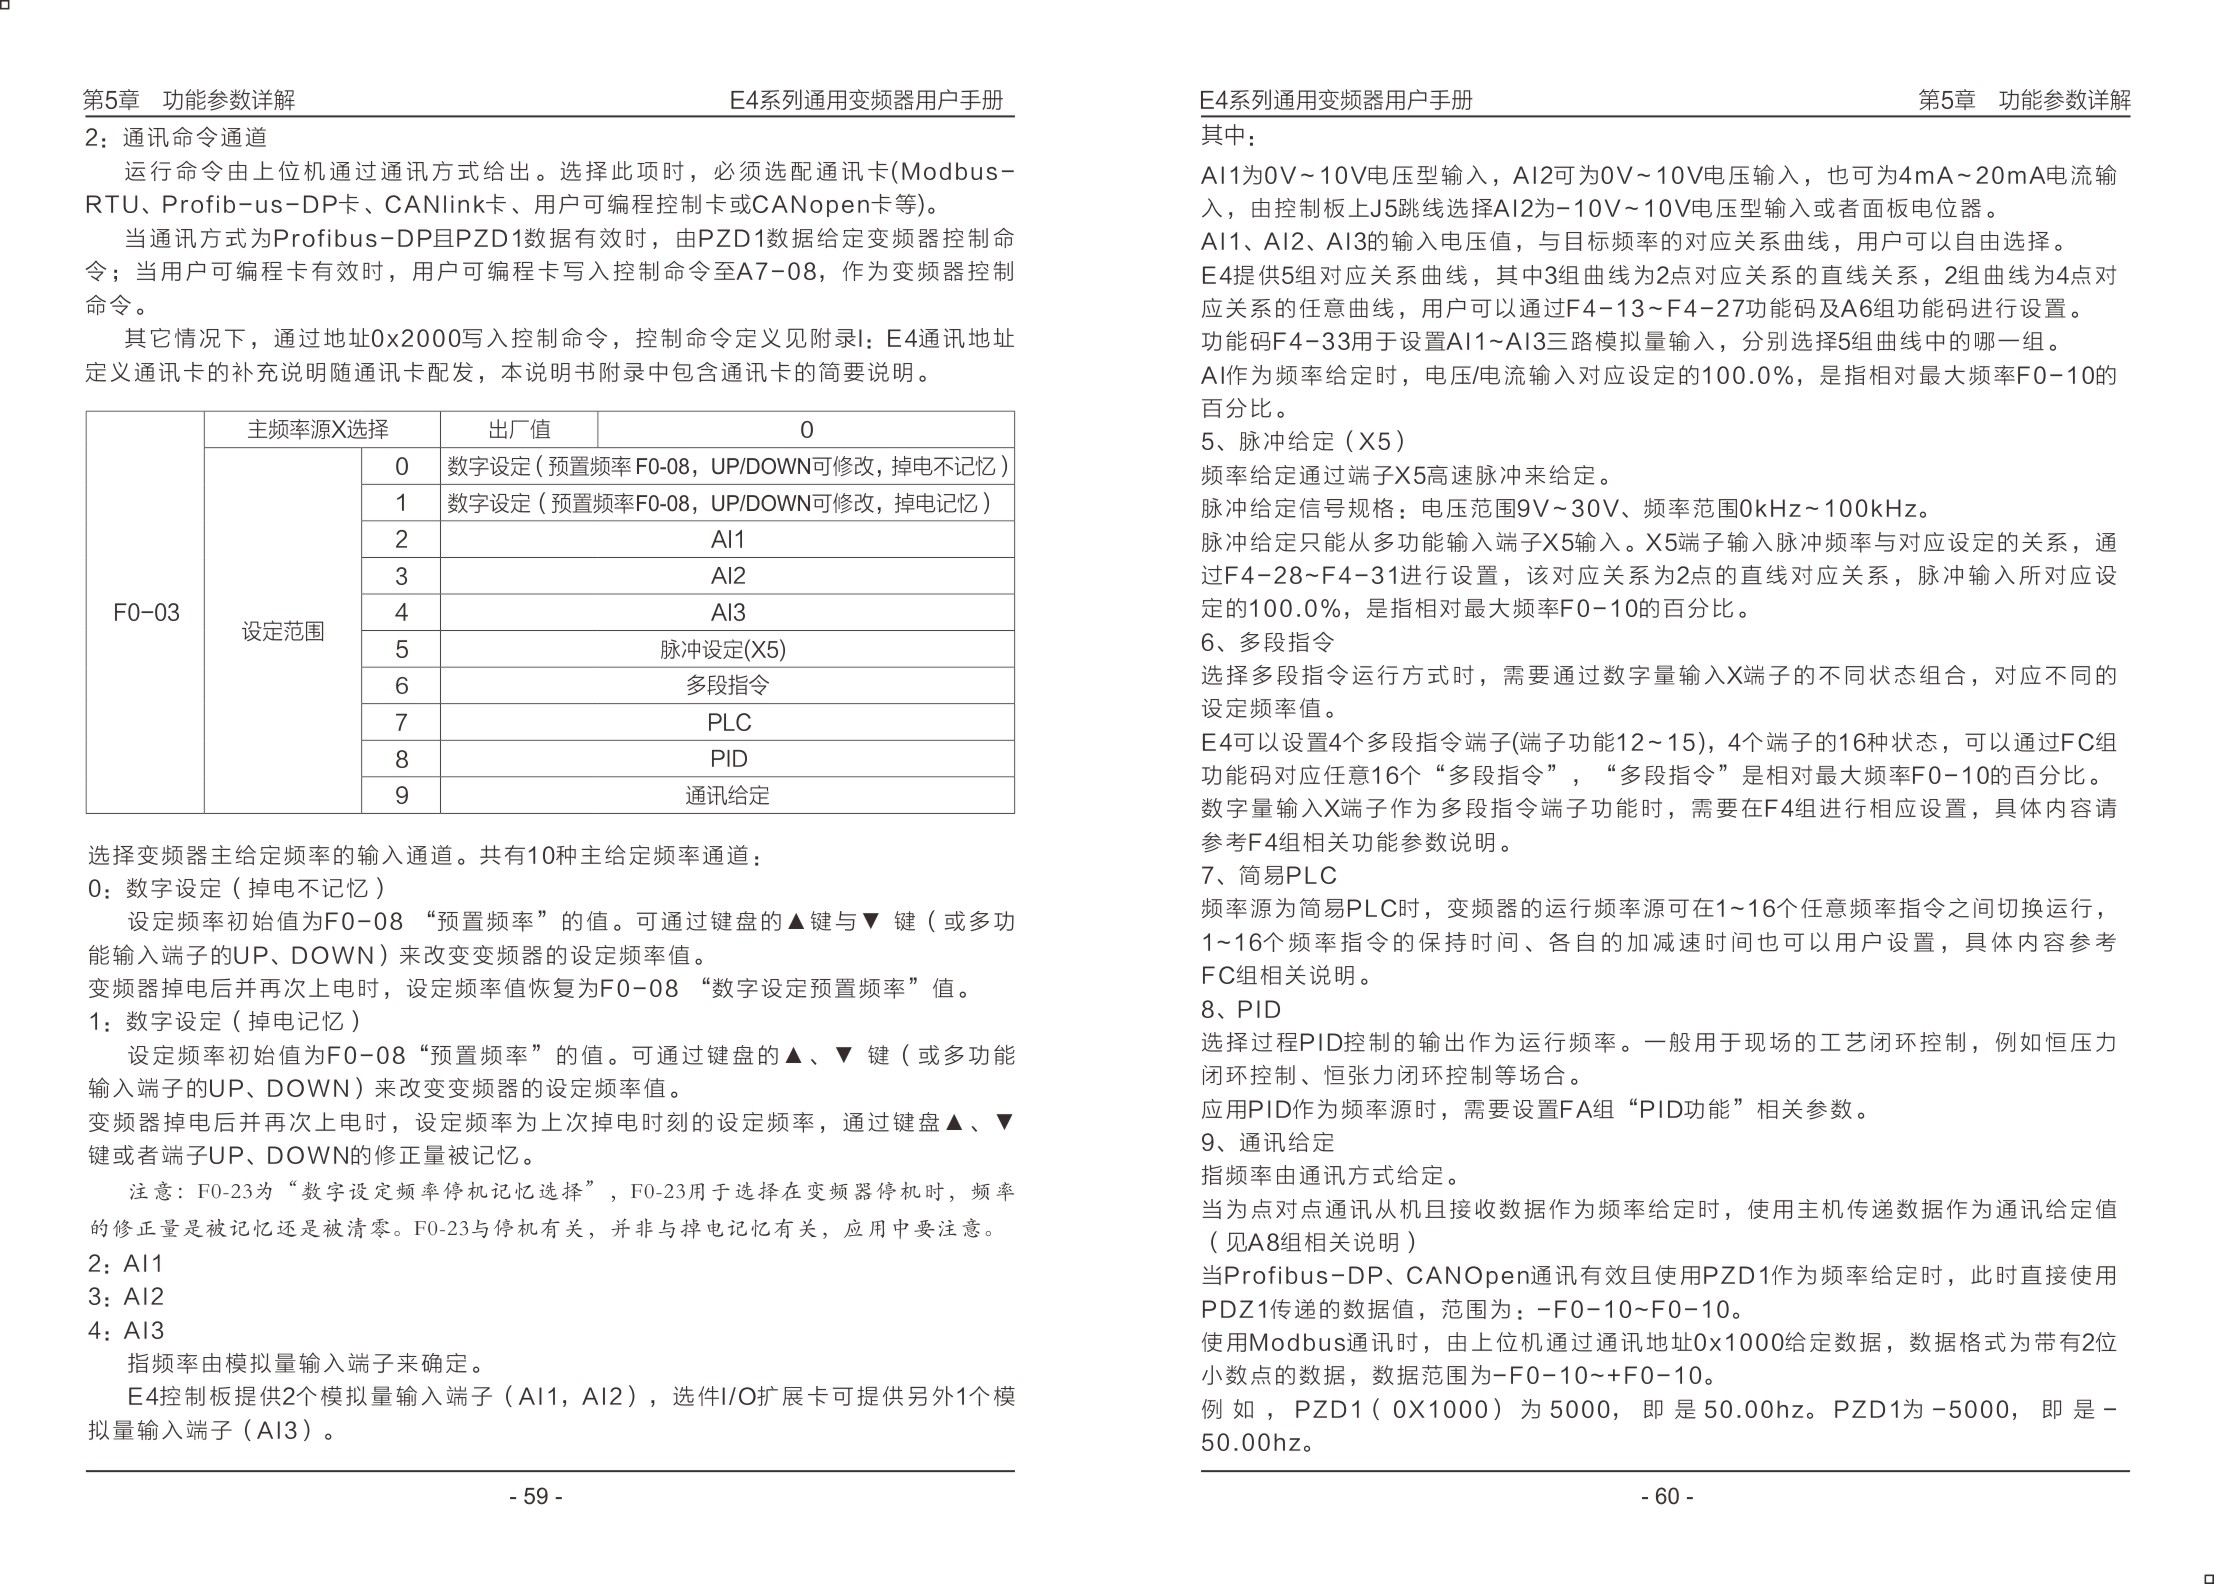 第5章　功能参数详解　E4系列通用变频器用户手册
2：通讯命令通道
运行命令由上位机通过通讯方式给出。选择此项时，必须选配通讯卡(Modbus-
RTU、Profib-us-DP卡、CANlink卡、用户可编程控制卡或CANopen卡等)。
当通讯方式为Profibus-DP且PZD1数据有效时，由PZD1数据给定变频器控制命
令；当用户可编程卡有效时，用户可编程卡写入控制命令至A7-08，作为变频器控制
命令。
其它情况下，通过地址0x2000写入控制命令，控制命令定义见附录I：E4通讯地址
定义通讯卡的补充说明随通讯卡配发，本说明书附录中包含通讯卡的简要说明。
F0-03
主频率源X选择　出厂值　0
设定范围
0　数字设定（预置频率 F0-08，UP/DOWN可修改，掉电不记忆）
1　数字设定（预置频率F0-08，UP/DOWN可修改，掉电记忆）
2　AI1
3　AI2
4　AI3
5　脉冲设定(X5)
6　多段指令
7　PLC
8　PID
9　通讯给定
选择变频器主给定频率的输入通道。共有10种主给定频率通道：
0：数字设定（掉电不记忆）
设定频率初始值为F0-08 “预置频率”的值。可通过键盘的▲键与▼ 键（或多功
能输入端子的UP、DOWN）来改变变频器的设定频率值。
变频器掉电后并再次上电时，设定频率值恢复为F0-08 “数字设定预置频率”值。
1：数字设定（掉电记忆）
设定频率初始值为F0-08“预置频率”的值。可通过键盘的▲、▼ 键（或多功能
输入端子的UP、DOWN）来改变变频器的设定频率值。
变频器掉电后并再次上电时，设定频率为上次掉电时刻的设定频率，通过键盘▲、▼
键或者端子UP、DOWN的修正量被记忆。
注意：F0-23为“数字设定频率停机记忆选择”，F0-23用于选择在变频器停机时，频率
的修正量是被记忆还是被清零。F0-23与停机有关，并非与掉电记忆有关，应用中要注意。
2：AI1
3：AI2
4：AI3
指频率由模拟量输入端子来确定。
E4控制板提供2个模拟量输入端子（AI1，AI2），选件I/O扩展卡可提供另外1个模
拟量输入端子（AI3）。
- 59 -
E4系列通用变频器用户手册　第5章　功能参数详解
其中：
AI1为0V~10V电压型输入，AI2可为0V~10V电压输入，也可为4mA~20mA电流输
入，由控制板上J5跳线选择AI2为-10V~10V电压型输入或者面板电位器。
AI1、AI2、AI3的输入电压值，与目标频率的对应关系曲线，用户可以自由选择。
E4提供5组对应关系曲线，其中3组曲线为2点对应关系的直线关系，2组曲线为4点对
应关系的任意曲线，用户可以通过F4-13~F4-27功能码及A6组功能码进行设置。
功能码F4-33用于设置AI1~AI3三路模拟量输入，分别选择5组曲线中的哪一组。
AI作为频率给定时，电压/电流输入对应设定的100.0%，是指相对最大频率F0-10的
百分比。
5、脉冲给定（X5）
频率给定通过端子X5高速脉冲来给定。
脉冲给定信号规格：电压范围9V~30V、频率范围0kHz~100kHz。
脉冲给定只能从多功能输入端子X5输入。X5端子输入脉冲频率与对应设定的关系，通
过F4-28~F4-31进行设置，该对应关系为2点的直线对应关系，脉冲输入所对应设
定的100.0%，是指相对最大频率F0-10的百分比。
6、多段指令
选择多段指令运行方式时，需要通过数字量输入X端子的不同状态组合，对应不同的
设定频率值。
E4可以设置4个多段指令端子(端子功能12~15)，4个端子的16种状态，可以通过FC组
功能码对应任意16个“多段指令”，“多段指令”是相对最大频率F0-10的百分比。
数字量输入X端子作为多段指令端子功能时，需要在F4组进行相应设置，具体内容请
参考F4组相关功能参数说明。
7、简易PLC
频率源为简易PLC时，变频器的运行频率源可在1~16个任意频率指令之间切换运行，
1~16个频率指令的保持时间、各自的加减速时间也可以用户设置，具体内容参考
FC组相关说明。
8、PID
选择过程PID控制的输出作为运行频率。一般用于现场的工艺闭环控制，例如恒压力
闭环控制、恒张力闭环控制等场合。
应用PID作为频率源时，需要设置FA组“PID功能”相关参数。
9、通讯给定
指频率由通讯方式给定。
当为点对点通讯从机且接收数据作为频率给定时，使用主机传递数据作为通讯给定值
（见A8组相关说明）
当Profibus-DP、CANOpen通讯有效且使用PZD1作为频率给定时，此时直接使用
PDZ1传递的数据值，范围为：-F0-10~F0-10。
使用Modbus通讯时，由上位机通过通讯地址0x1000给定数据，数据格式为带有2位
小数点的数据，数据范围为-F0-10~+F0-10。
例如，PZD1（0X1000）为5000，即是50.00hz。PZD1为-5000，即是-
50.00hz。
- 60 -